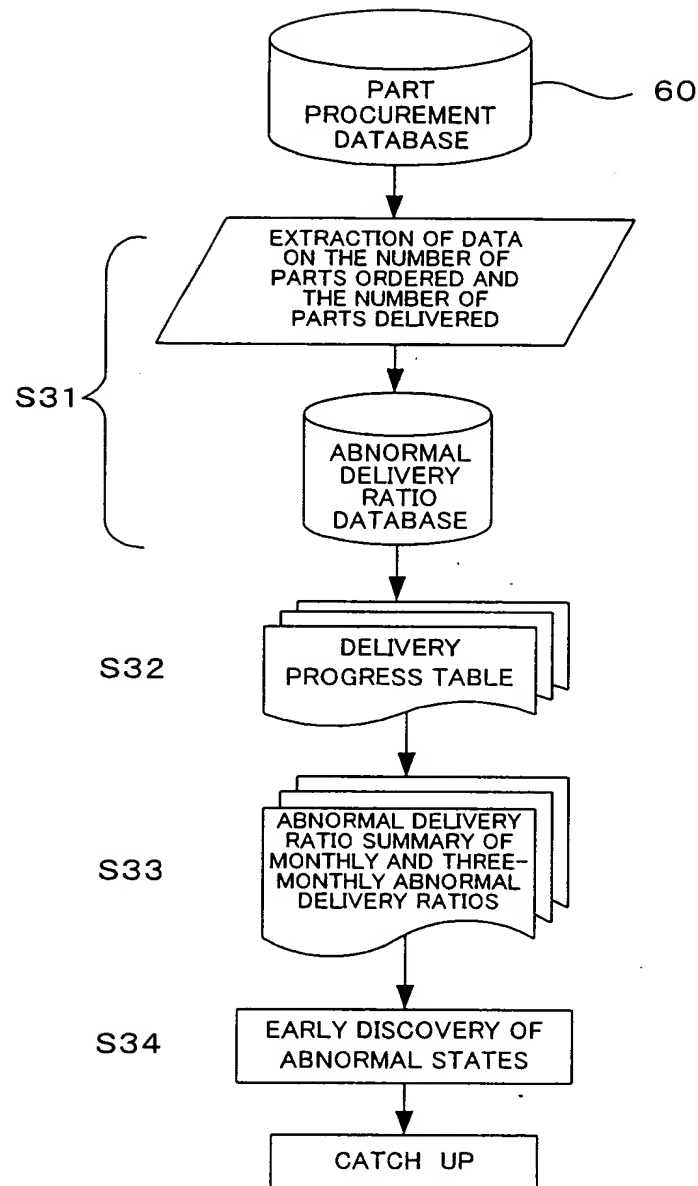 PART
PROCUREMENT
DATABASE
60
EXTRACTION OF DATA
ON THE NUMBER OF
PARTS ORDERED AND
THE NUMBER OF
PARTS DELIVERED
S31
ABNORMAL
DELIVERY
RATIO
DATABASE
S32
DELIVERY
PROGRESS TABLE
S33
ABNORMAL DELIVERY
RATIO SUMMARY OF
MONTHLY AND THREE-
MONTHLY ABNORMAL
DELIVERY RATIOS
S34
EARLY DISCOVERY OF
ABNORMAL STATES
CATCH UP